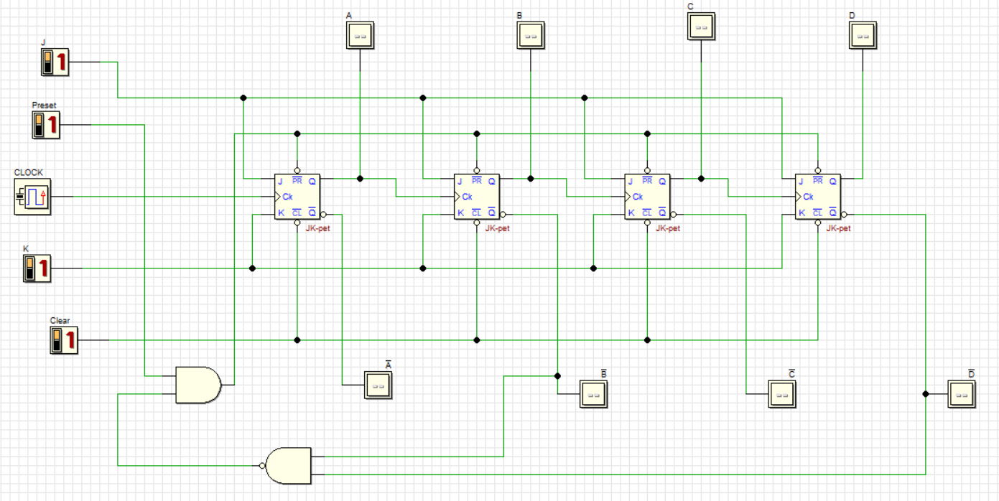 A
B
C
D
J
1
Preset
1
CLOCK
J PR Q
Ck
K CL Q̅
JK-pet
J PR Q
Ck
K CL Q̅
JK-pet
J PR Q
Ck
K CL Q̅
JK-pet
J PR Q
Ck
K CL Q̅
JK-pet
K
1
Clear
1
A̅
B̅
C̅
D̅